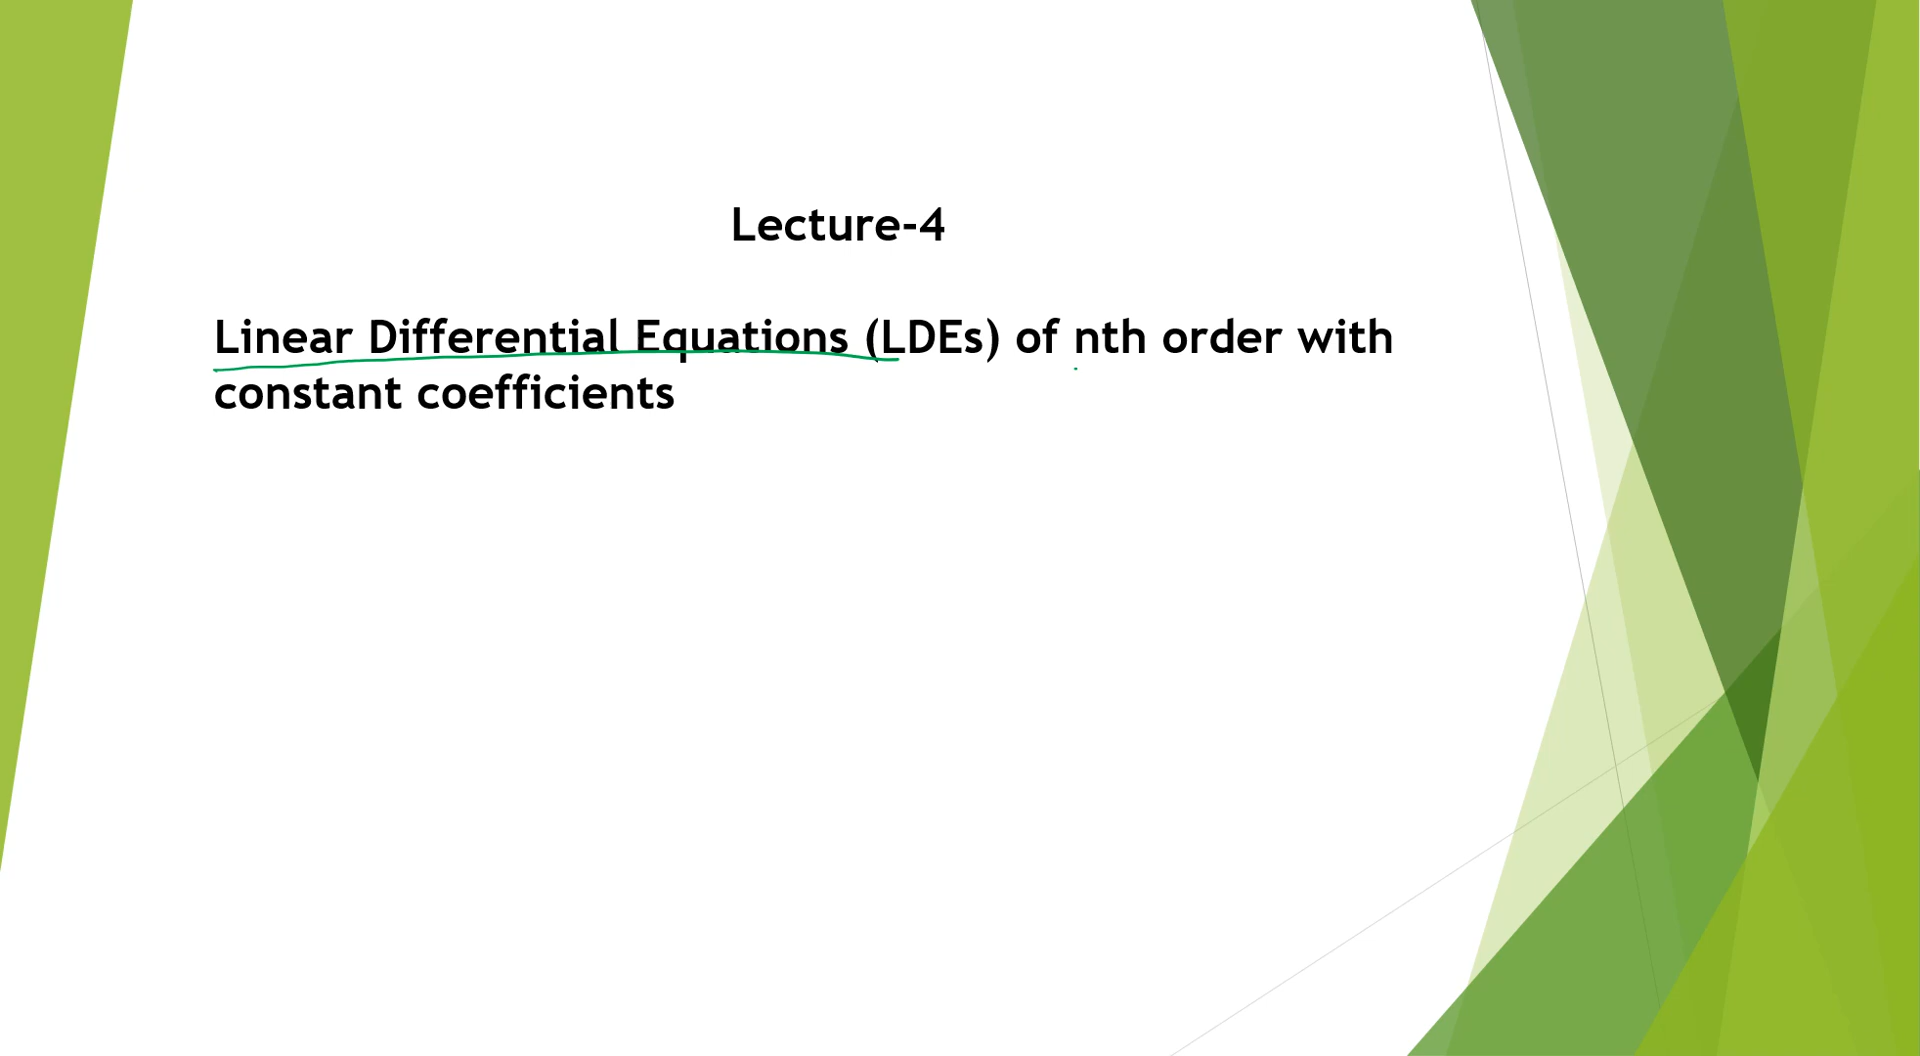 Lecture-4
Linear Differential Equations (LDEs) of nth order with
constant coefficients